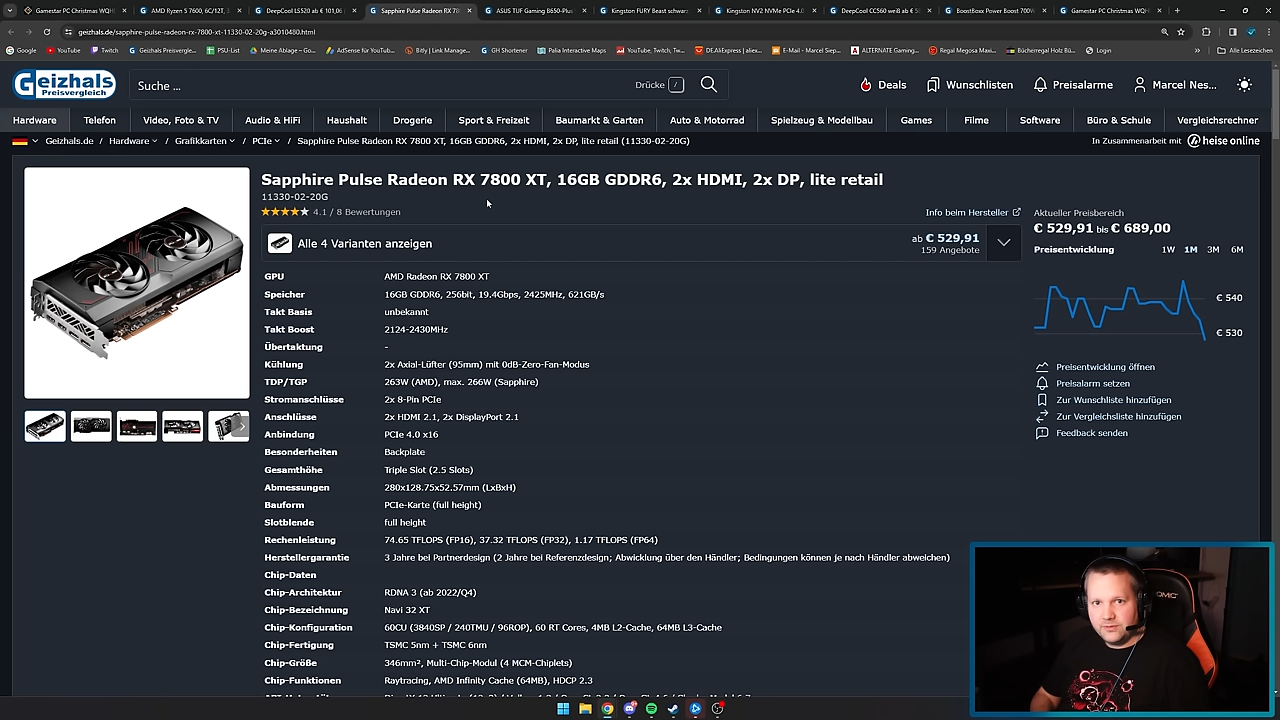 Gamestar PC Christmas WQH
AMD Ryzen 5 7600, 6C/12T, 3
DeepCool LS520 ab € 101,06
Sapphire Pulse Radeon RX 7
ASUS TUF Gaming B650-Plus
Kingston FURY Beast schwarz
Kingston NV2 NVMe PCIe 4.0
DeepCool CC560 weiß ab € 5
BoostBoxx Power Boost 700W
Gamestar PC Christmas WQH
geizhals.de/sapphire-pulse-radeon-rx-7800-xt-11330-02-20g-a3010480.html
Google
YouTube
Twitch
Geizhals Preisverglei...
PSU-List
Meine Ablage – Go...
AdSense für YouTub...
Bitly | Link Manage...
GH Shortener
Palia Interactive Maps
YouTube, Twitch, Tw...
DE.AliExpress | aliex...
E-Mail – Marcel Sep...
ALTERNATE Gaming...
Regal Megosa Maxi...
Bücherregal Holz Bü...
Login
Alle Lesezeichen
Geizhals
Preisvergleich
Suche ...
Drücke /
Deals
Wunschlisten
Preisalarme
Marcel Nes...
Hardware
Telefon
Video, Foto & TV
Audio & HiFi
Haushalt
Drogerie
Sport & Freizeit
Baumarkt & Garten
Auto & Motorrad
Spielzeug & Modellbau
Games
Filme
Software
Büro & Schule
Vergleichsrechner
Geizhals.de / Hardware / Grafikkarten / PCIe / Sapphire Pulse Radeon RX 7800 XT, 16GB GDDR6, 2x HDMI, 2x DP, lite retail (11330-02-20G)
In Zusammenarbeit mit heise online
Sapphire Pulse Radeon RX 7800 XT, 16GB GDDR6, 2x HDMI, 2x DP, lite retail
11330-02-20G
4.1 / 8 Bewertungen
Info beim Hersteller
Alle 4 Varianten anzeigen
ab € 529,91
159 Angebote
Aktueller Preisbereich
€ 529,91 bis € 689,00
Preisentwicklung
1W
1M
3M
6M
€ 540
€ 530
Preisentwicklung öffnen
Preisalarm setzen
Zur Wunschliste hinzufügen
Zur Vergleichsliste hinzufügen
Feedback senden
GPU AMD Radeon RX 7800 XT
Speicher 16GB GDDR6, 256bit, 19.4Gbps, 2425MHz, 621GB/s
Takt Basis unbekannt
Takt Boost 2124-2430MHz
Übertaktung -
Kühlung 2x Axial-Lüfter (95mm) mit 0dB-Zero-Fan-Modus
TDP/TGP 263W (AMD), max. 266W (Sapphire)
Stromanschlüsse 2x 8-Pin PCIe
Anschlüsse 2x HDMI 2.1, 2x DisplayPort 2.1
Anbindung PCIe 4.0 x16
Besonderheiten Backplate
Gesamthöhe Triple Slot (2.5 Slots)
Abmessungen 280x128.75x52.57mm (LxBxH)
Bauform PCIe-Karte (full height)
Slotblende full height
Rechenleistung 74.65 TFLOPS (FP16), 37.32 TFLOPS (FP32), 1.17 TFLOPS (FP64)
Herstellergarantie 3 Jahre bei Partnerdesign (2 Jahre bei Referenzdesign; Abwicklung über den Händler; Bedingungen können je nach Händler abweichen)
Chip-Daten
Chip-Architektur RDNA 3 (ab 2022/Q4)
Chip-Bezeichnung Navi 32 XT
Chip-Konfiguration 60CU (3840SP / 240TMU / 96ROP), 60 RT Cores, 4MB L2-Cache, 64MB L3-Cache
Chip-Fertigung TSMC 5nm + TSMC 6nm
Chip-Größe 346mm², Multi-Chip-Modul (4 MCM-Chiplets)
Chip-Funktionen Raytracing, AMD Infinity Cache (64MB), HDCP 2.3